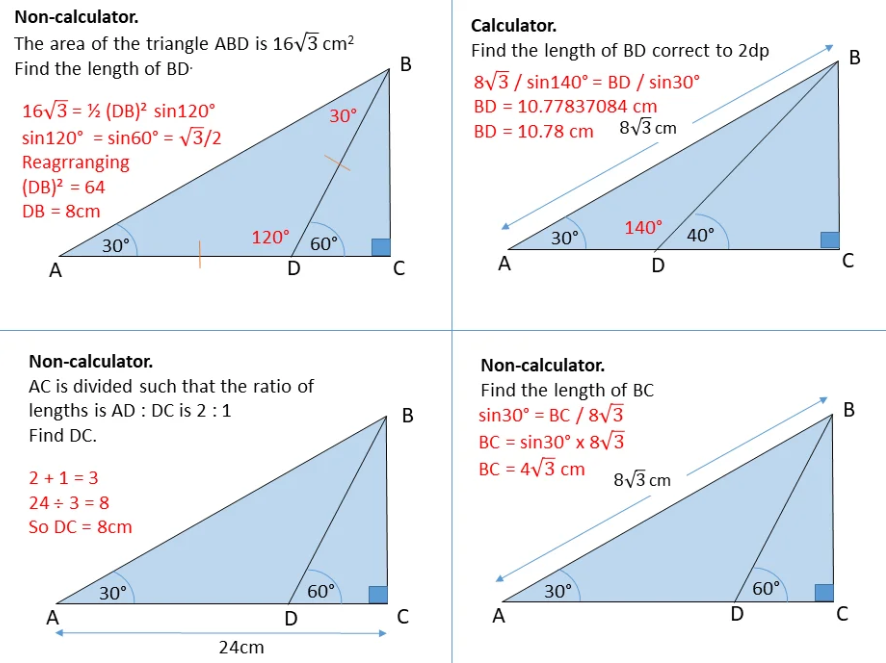 Non-calculator.
The area of the triangle ABD is 16√3 cm²
Find the length of BD.
16√3 = ½ (DB)² sin120°
sin120° = sin60° = √3/2
Reagrranging
(DB)² = 64
DB = 8cm
B
30°
30°
120°
60°
A
D
C
Calculator.
Find the length of BD correct to 2dp
8√3 / sin140° = BD / sin30°
BD = 10.77837084 cm
BD = 10.78 cm
8√3 cm
B
30°
140°
40°
A
D
C
Non-calculator.
AC is divided such that the ratio of
lengths is AD : DC is 2 : 1
Find DC.
2 + 1 = 3
24 ÷ 3 = 8
So DC = 8cm
B
30°
60°
A
D
C
24cm
Non-calculator.
Find the length of BC
sin30° = BC / 8√3
BC = sin30° x 8√3
BC = 4√3 cm
8√3 cm
B
30°
60°
A
D
C